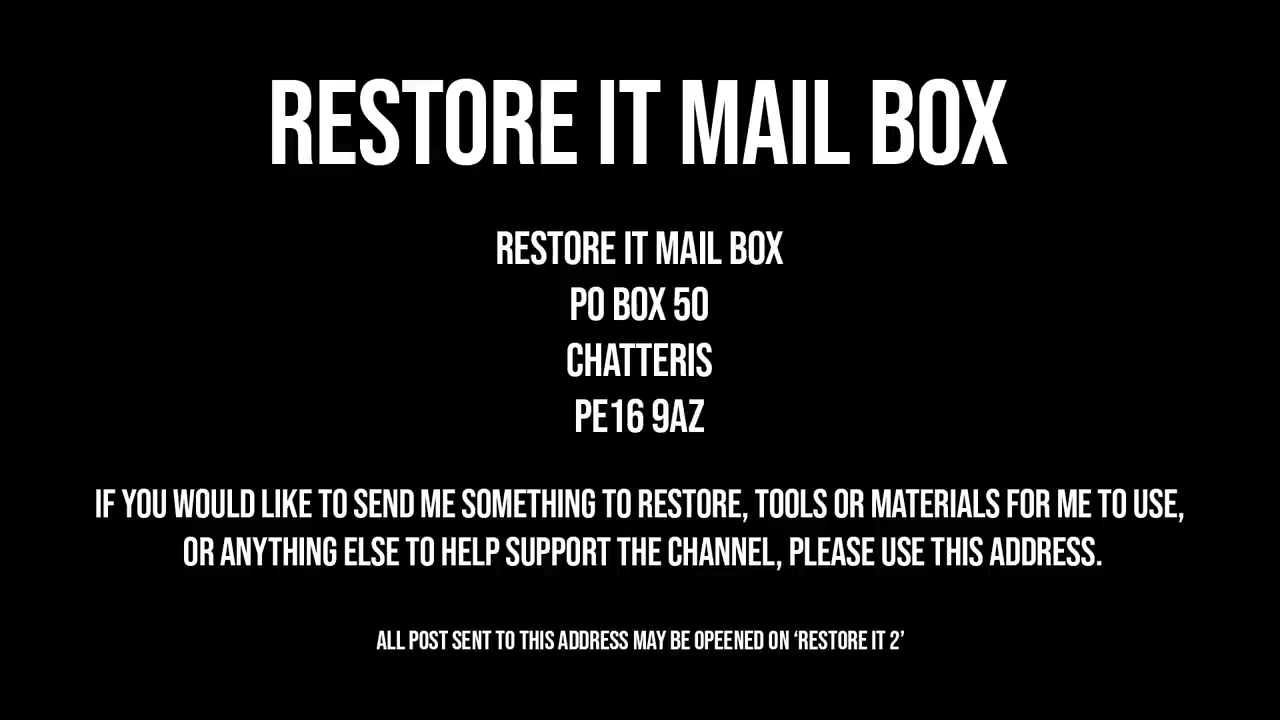 RESTORE IT MAIL BOX
RESTORE IT MAIL BOX
PO BOX 50
CHATTERIS
PE16 9AZ
IF YOU WOULD LIKE TO SEND ME SOMETHING TO RESTORE, TOOLS OR MATERIALS FOR ME TO USE,
OR ANYTHING ELSE TO HELP SUPPORT THE CHANNEL, PLEASE USE THIS ADDRESS.
ALL POST SENT TO THIS ADDRESS MAY BE OPEENED ON ‘RESTORE IT 2’